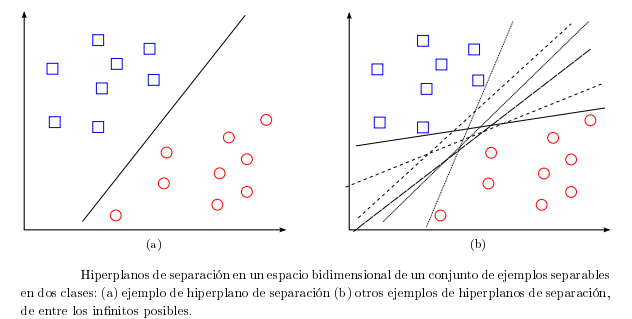 (a) (b)
Hiperplanos de separación en un espacio bidimensional de un conjunto de ejemplos separables
en dos clases: (a) ejemplo de hiperplano de separación (b) otros ejemplos de hiperplanos de separación,
de entre los infinitos posibles.